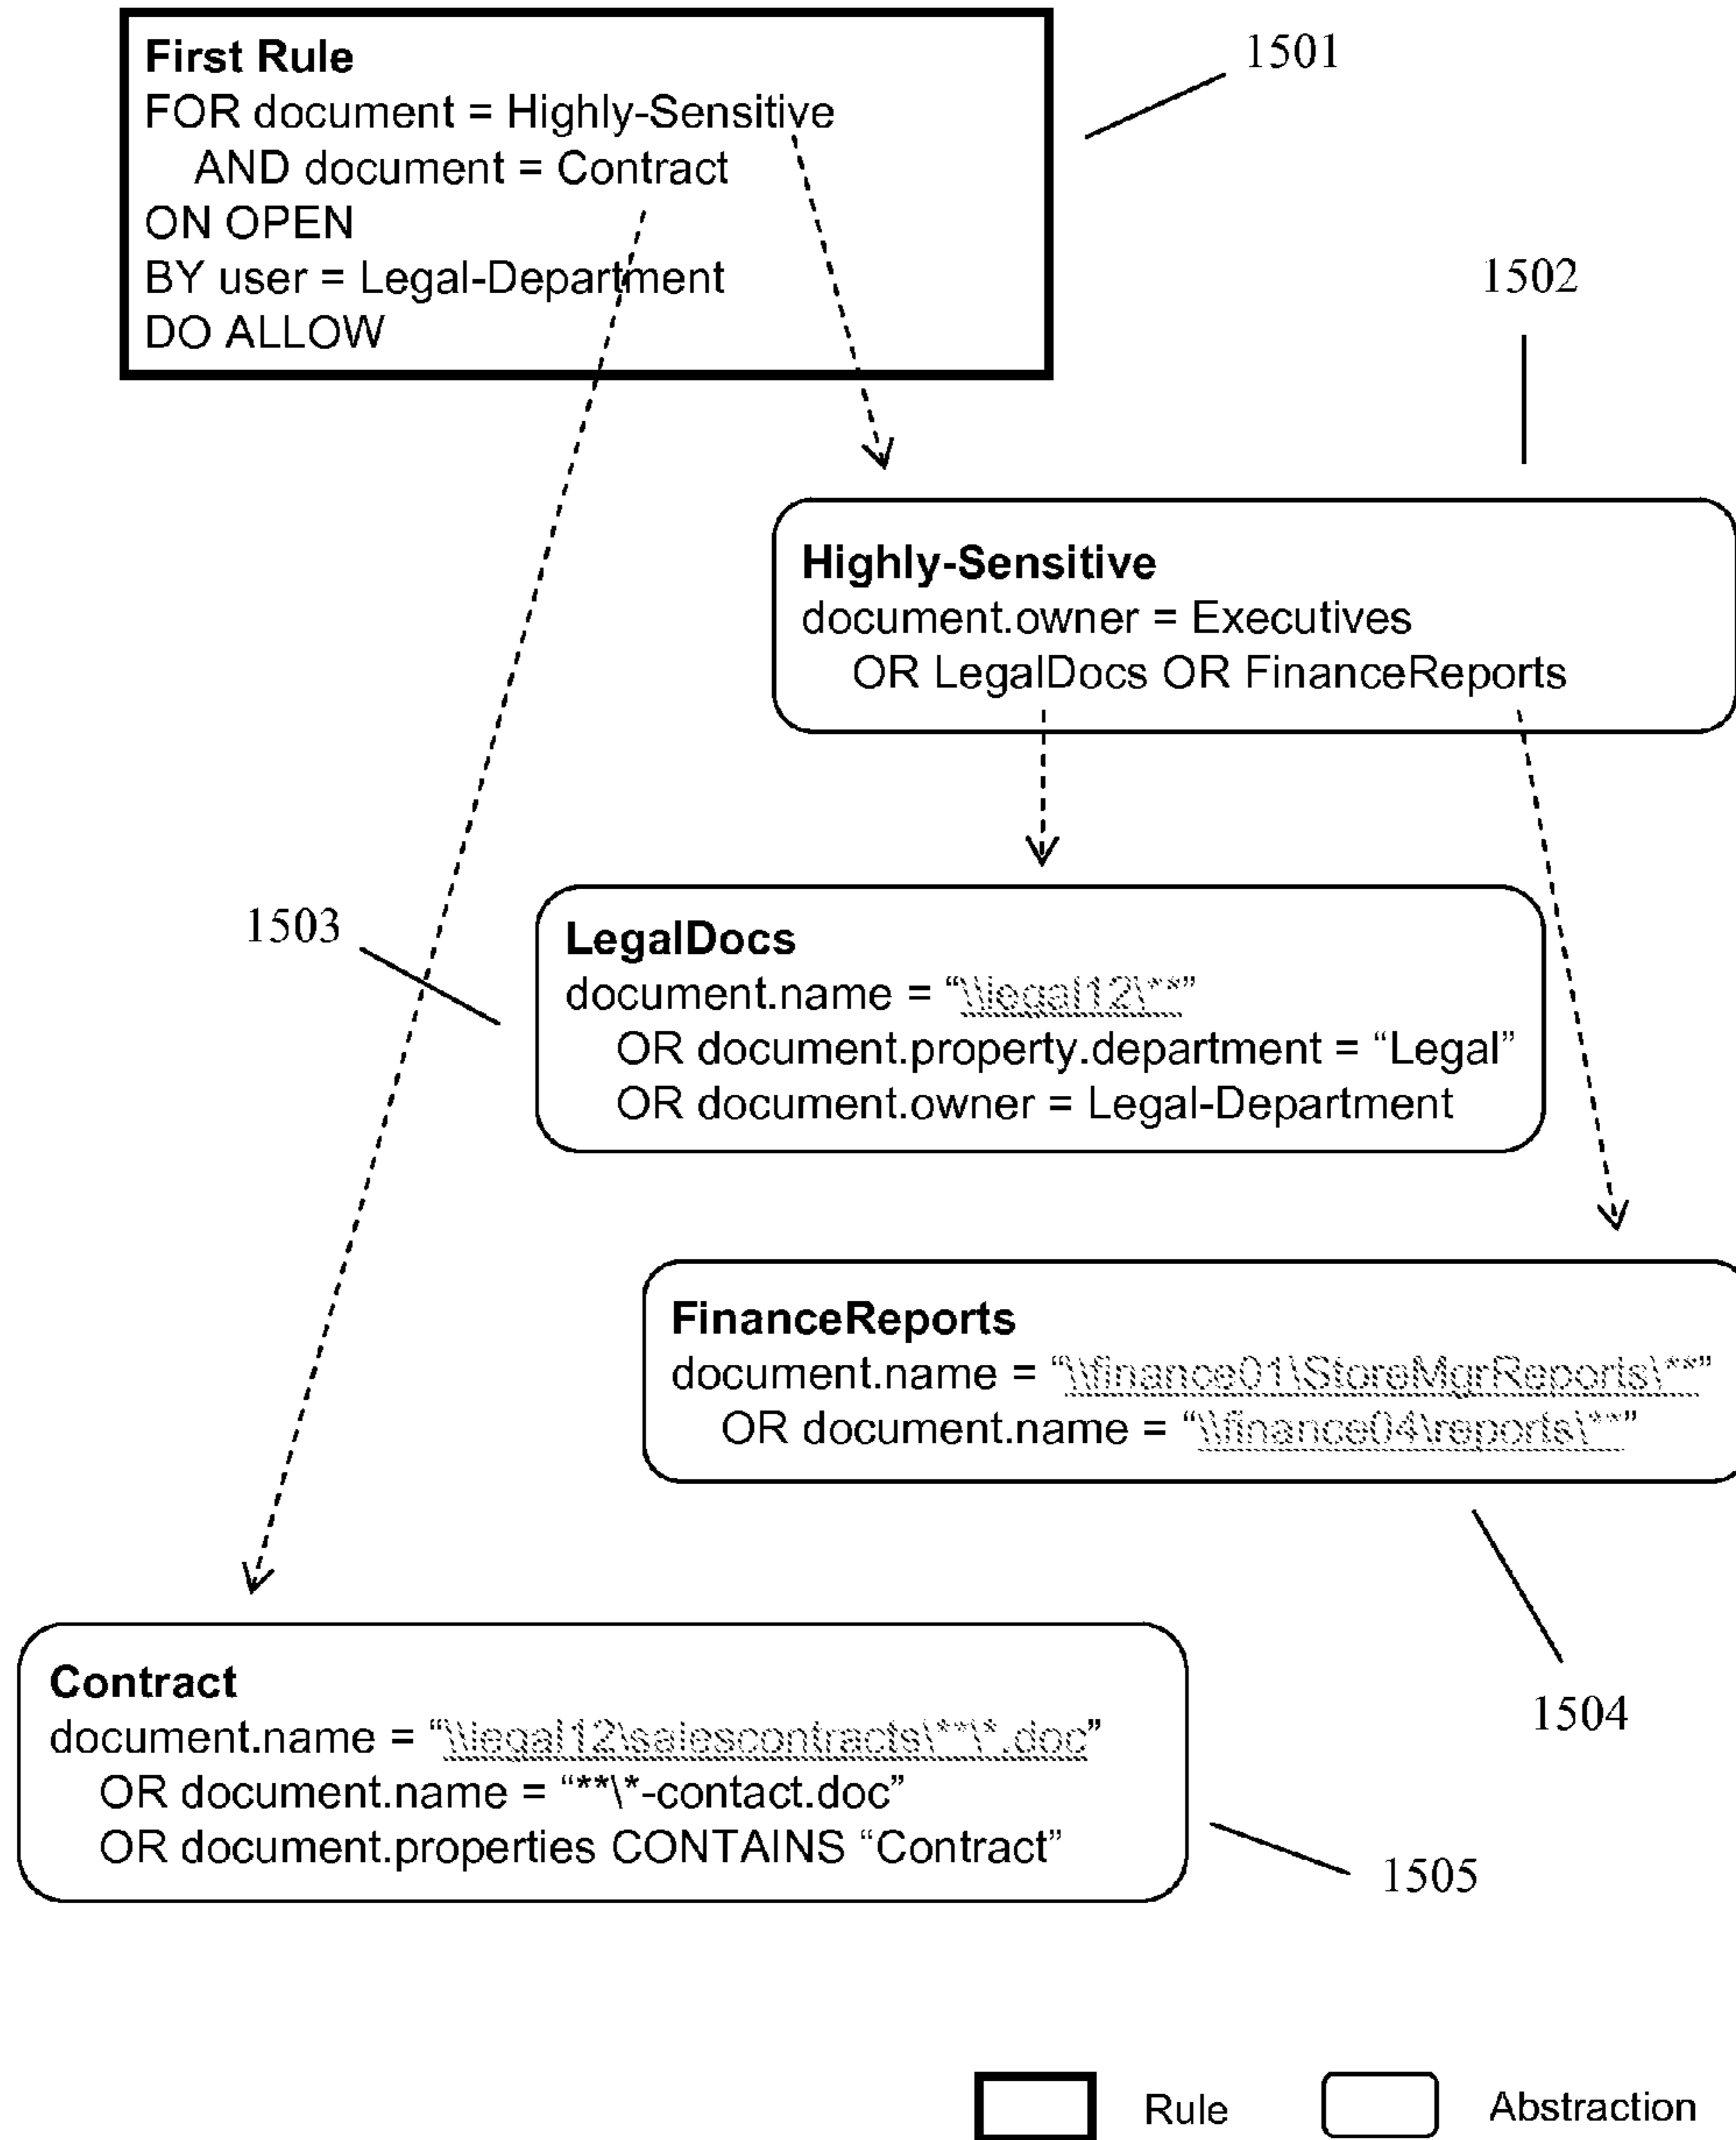 First Rule
1501
FOR document = Highly-Sensitive
AND document = Contract
ON OPEN
BY user = Legal-Department
DO ALLOW
1502
Highly-Sensitive
document.owner = Executives
OR LegalDocs OR FinanceReports
1503
LegalDocs
document.name = “\\legal12\**”
OR document.property.department = “Legal”
OR document.owner = Legal-Department
FinanceReports
document.name = “\\finance01\StoreMgrReports\**”
OR document.name = “\\finance04\reports\**”
1504
Contract
document.name = “\\legal12\salescontracts\**\*.doc”
OR document.name = “**\*-contact.doc”
OR document.properties CONTAINS “Contract”
1505
Rule
Abstraction